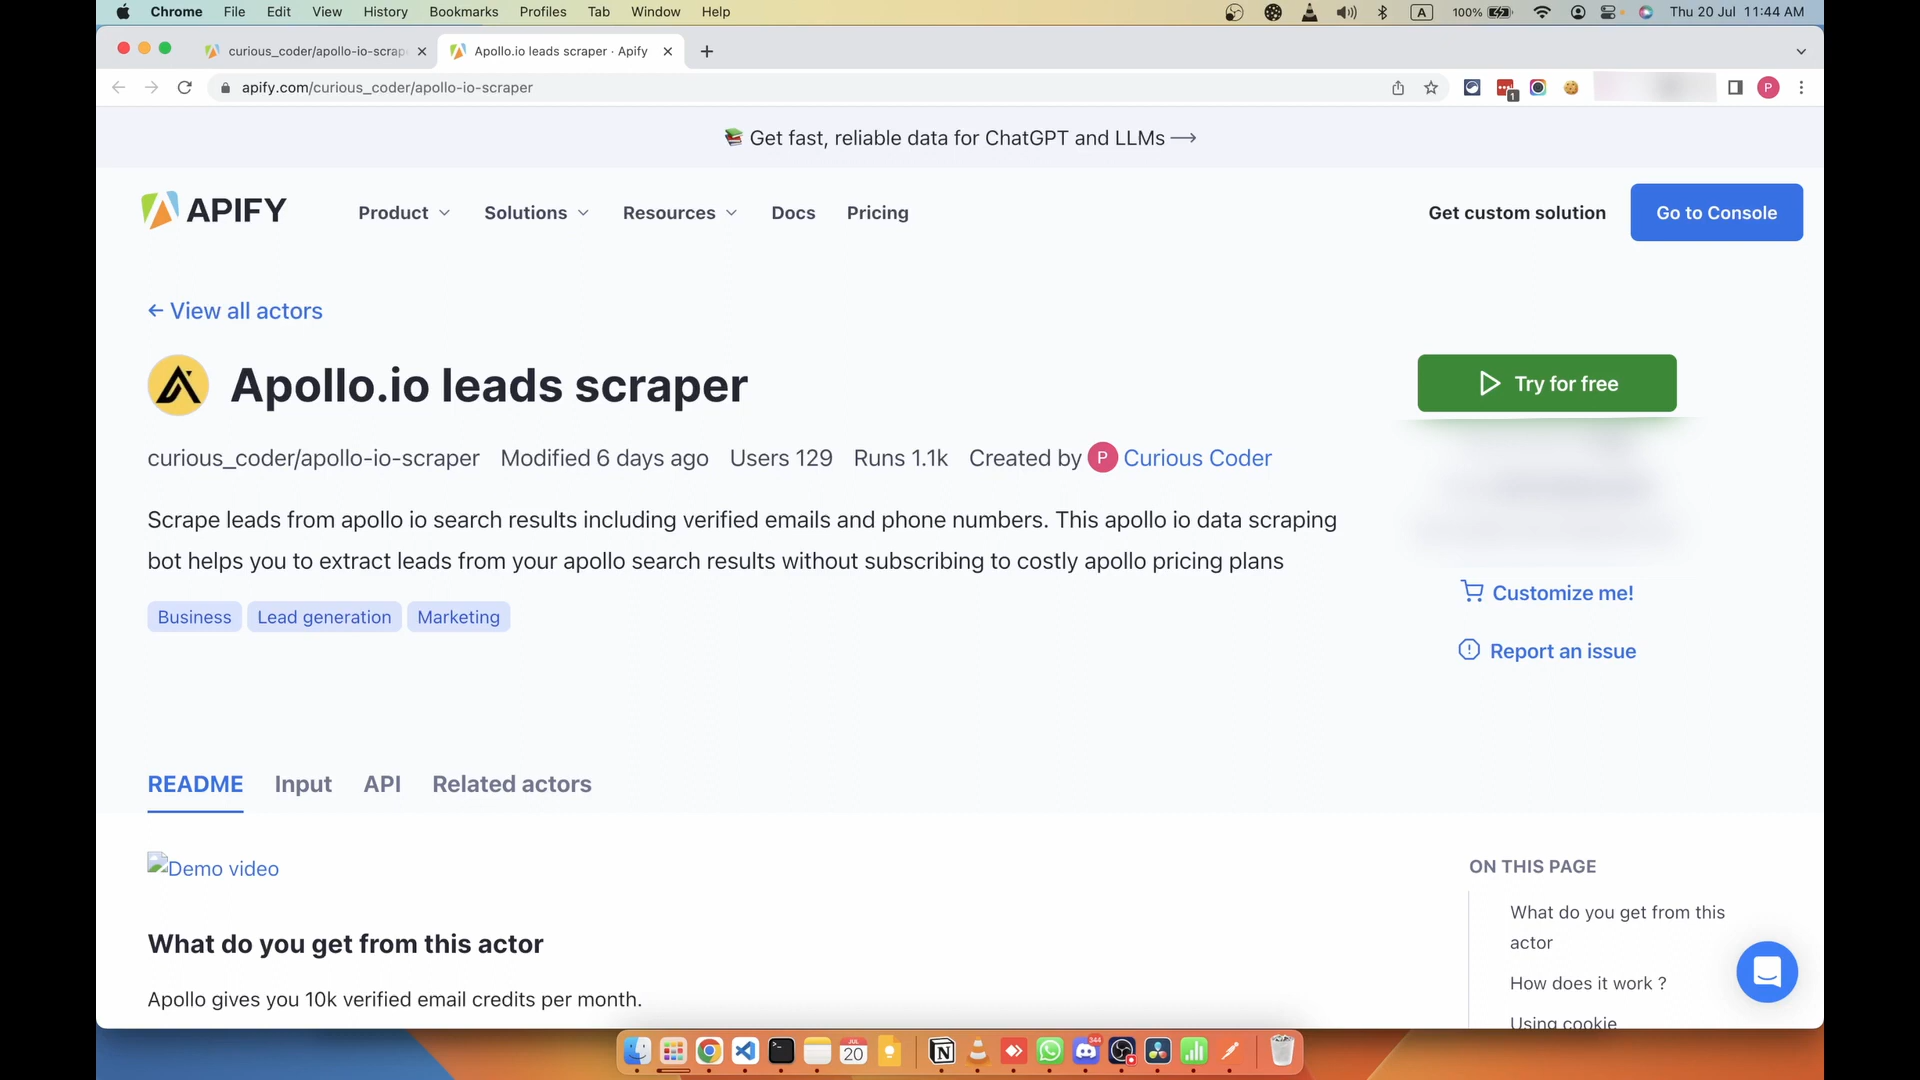 Chrome File Edit View History Bookmarks Profiles Tab Window Help
A 100% Thu 20 Jul 11:44 AM
curious_coder/apollo-io-scrap
Apollo.io leads scraper · Apify
apify.com/curious_coder/apollo-io-scraper
1
P
📚 Get fast, reliable data for ChatGPT and LLMs ⟶
APIFY
Product Solutions Resources Docs Pricing
Get custom solution
Go to Console
← View all actors
Apollo.io leads scraper
Try for free
curious_coder/apollo-io-scraper Modified 6 days ago Users 129 Runs 1.1k Created by P Curious Coder
Scrape leads from apollo io search results including verified emails and phone numbers. This apollo io data scraping
bot helps you to extract leads from your apollo search results without subscribing to costly apollo pricing plans
Customize me!
Business Lead generation Marketing
Report an issue
README Input API Related actors
Demo video
ON THIS PAGE
What do you get from this
actor
How does it work ?
Using cookie
What do you get from this actor
Apollo gives you 10k verified email credits per month.
JUL
20
344